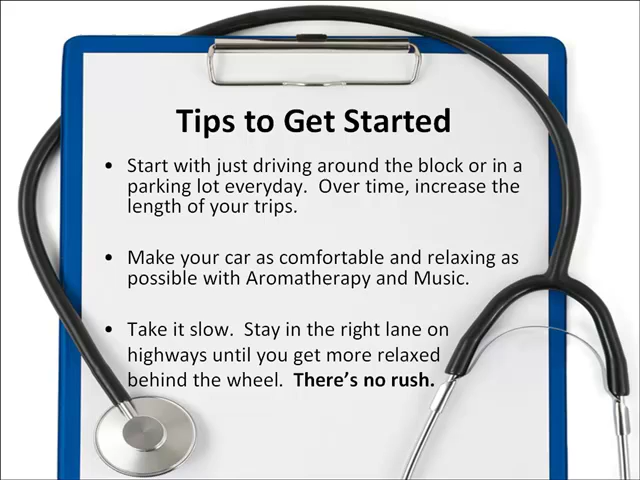 Tips to Get Started
• Start with just driving around the block or in a
parking lot everyday.  Over time, increase the
length of your trips.
• Make your car as comfortable and relaxing as
possible with Aromatherapy and Music.
• Take it slow.  Stay in the right lane on
highways until you get more relaxed
behind the wheel.  There's no rush.